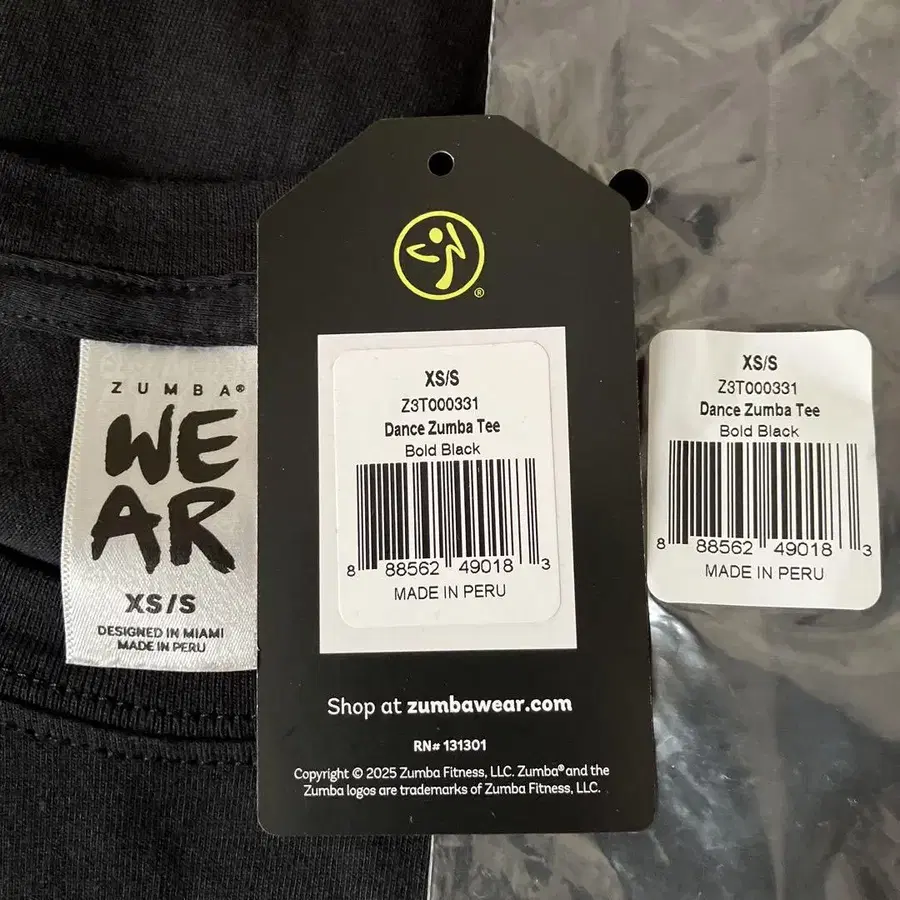 ZUMBA®
WE
AR
XS/S
DESIGNED IN MIAMI
MADE IN PERU
®
XS/S
Z3T000331
Dance Zumba Tee
Bold Black
8 88562 49018 3
MADE IN PERU
Shop at zumbawear.com
RN# 131301
Copyright © 2025 Zumba Fitness, LLC. Zumba® and the
Zumba logos are trademarks of Zumba Fitness, LLC.
XS/S
Z3T000331
Dance Zumba Tee
Bold Black
8 88562 49018 3
MADE IN PERU